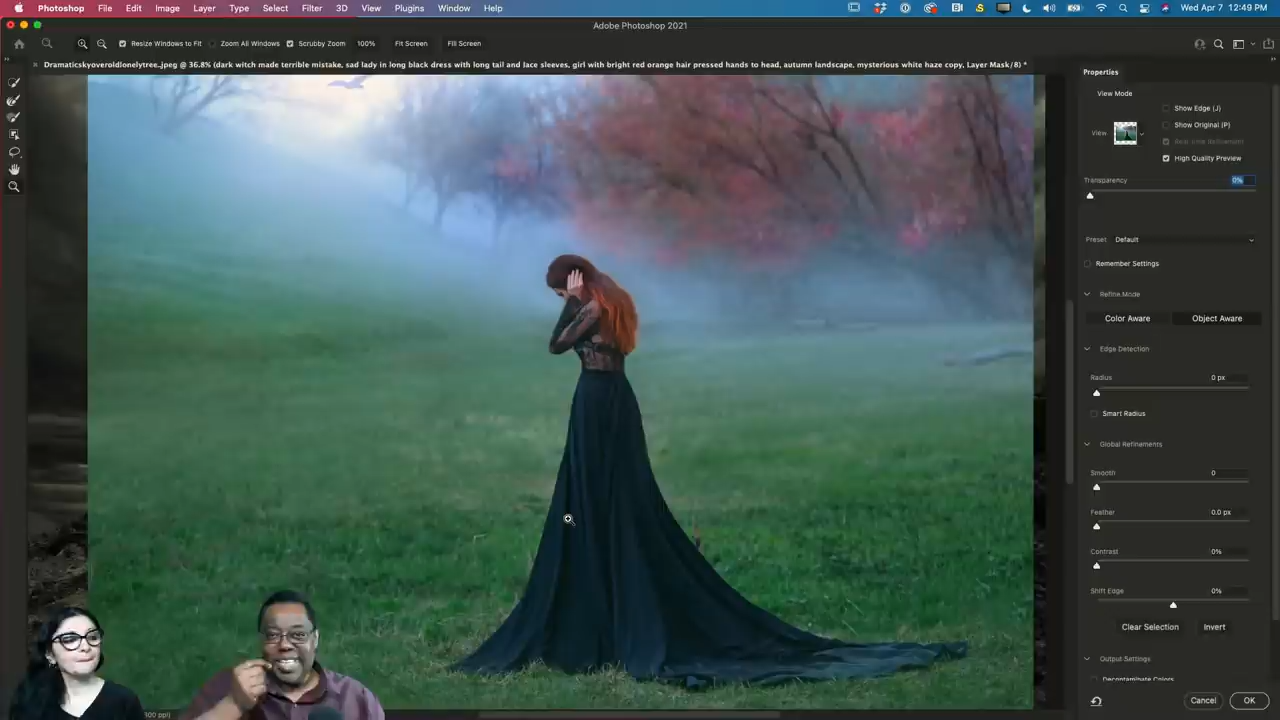 Photoshop File Edit Image Layer Type Select Filter 3D View Plugins Window Help
Wed Apr 7 12:49 PM
Adobe Photoshop 2021
Resize Windows to Fit Zoom All Windows Scrubby Zoom 100% Fit Screen Fill Screen
Dramaticskyoveroldlonelytree.jpeg @ 36.8% (dark witch made terrible mistake, sad lady in long black dress with long tail and lace sleeves, girl with bright red orange hair pressed hands to head, autumn landscape, mysterious white haze copy, Layer Mask/8) *
Properties
View Mode
Show Edge (J)
Show Original (P)
View
Real-time Refinement
High Quality Preview
Transparency 0%
Preset Default
Remember Settings
Refine Mode
Color Aware Object Aware
Edge Detection
Radius 0 px
Smart Radius
Global Refinements
Smooth 0
Feather 0.0 px
Contrast 0%
Shift Edge 0%
Clear Selection Invert
Output Settings
Decontaminate Colors
Cancel OK